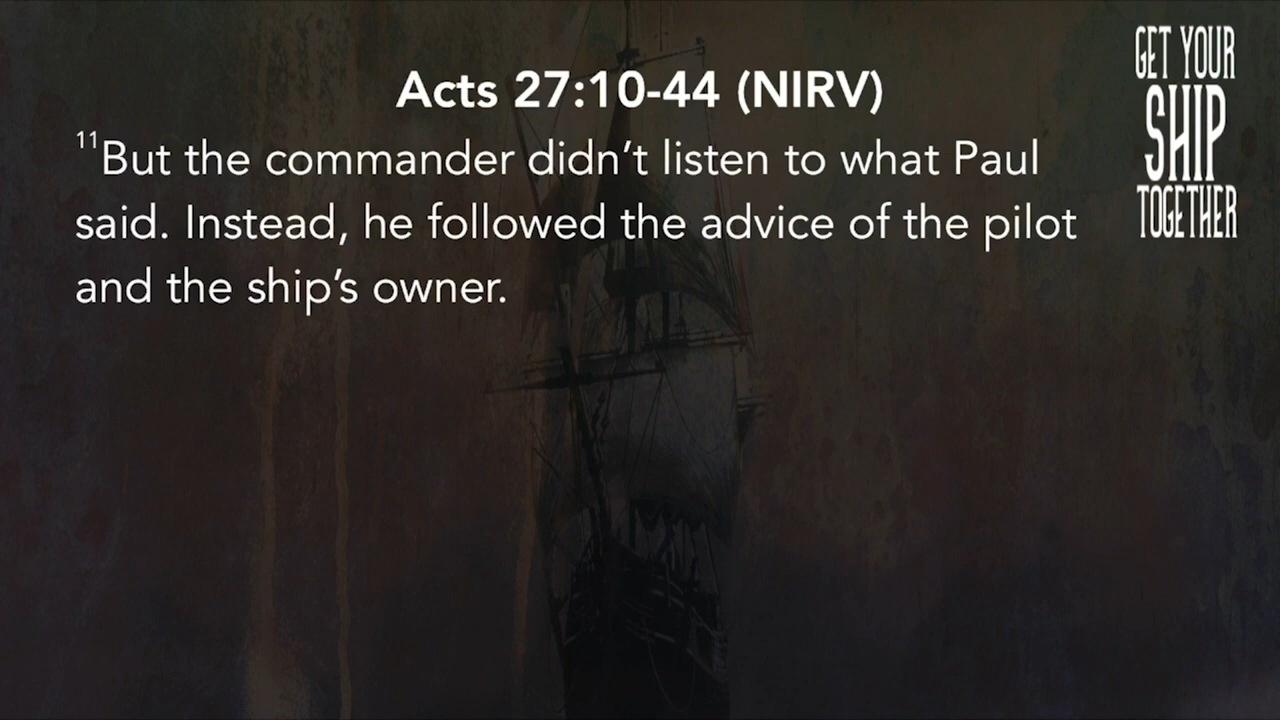 Acts 27:10-44 (NIRV)
11But the commander didn’t listen to what Paul
said. Instead, he followed the advice of the pilot
and the ship’s owner.
GET YOUR
SHIP
TOGETHER